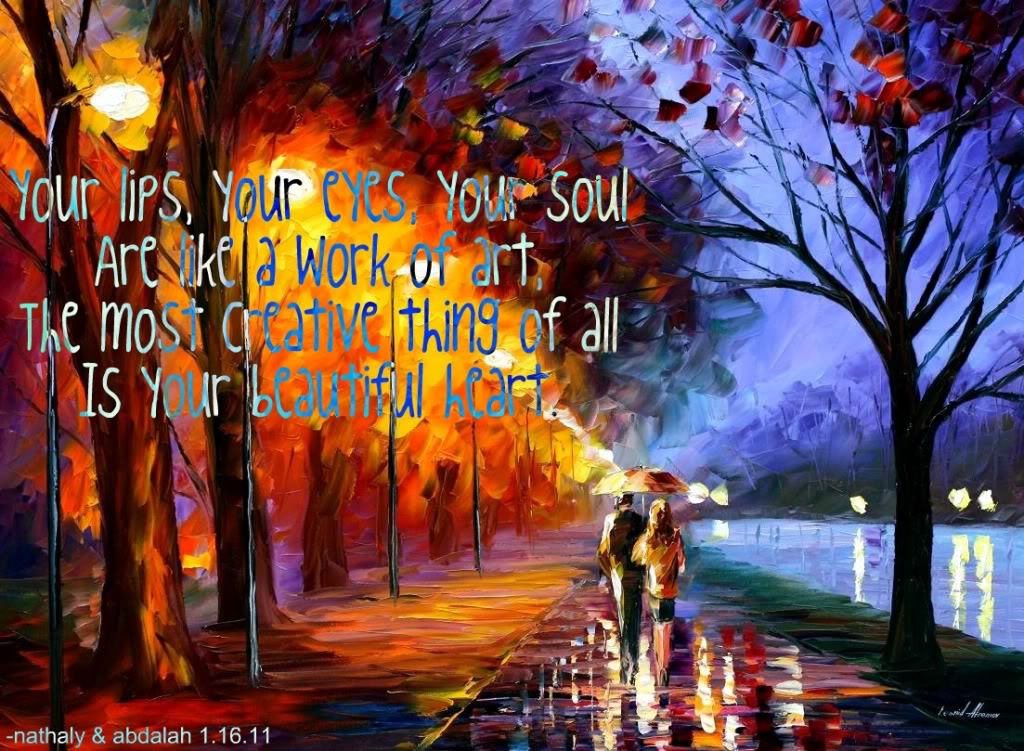 Your lips, Your eyes, Your soul
Are like a Work of art,
The most creative thing of all
Is Your beautiful heart.
-nathaly & abdalah 1.16.11
Leonid Afremov